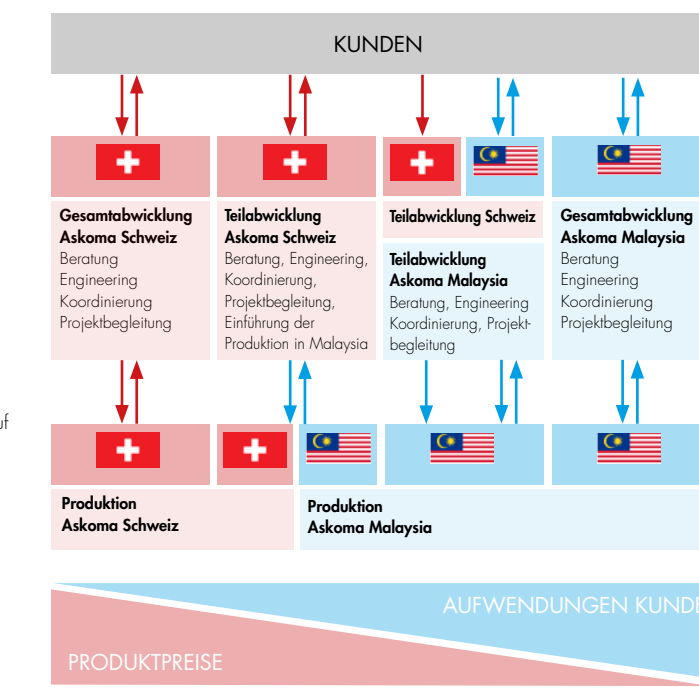 KUNDEN
Gesamtabwicklung
Askoma Schweiz
Beratung
Engineering
Koordinierung
Projektbegleitung
Teilabwicklung
Askoma Schweiz
Beratung, Engineering,
Koordinierung,
Projektbegleitung,
Einführung der
Produktion in Malaysia
Teilabwicklung Schweiz
Teilabwicklung
Askoma Malaysia
Beratung, Engineering
Koordinierung, Projekt-
begleitung
Gesamtabwicklung
Askoma Malaysia
Beratung
Engineering
Koordinierung
Projektbegleitung
Produktion
Askoma Schweiz
Produktion
Askoma Malaysia
AUFWENDUNGEN
PRODUKTPREISE